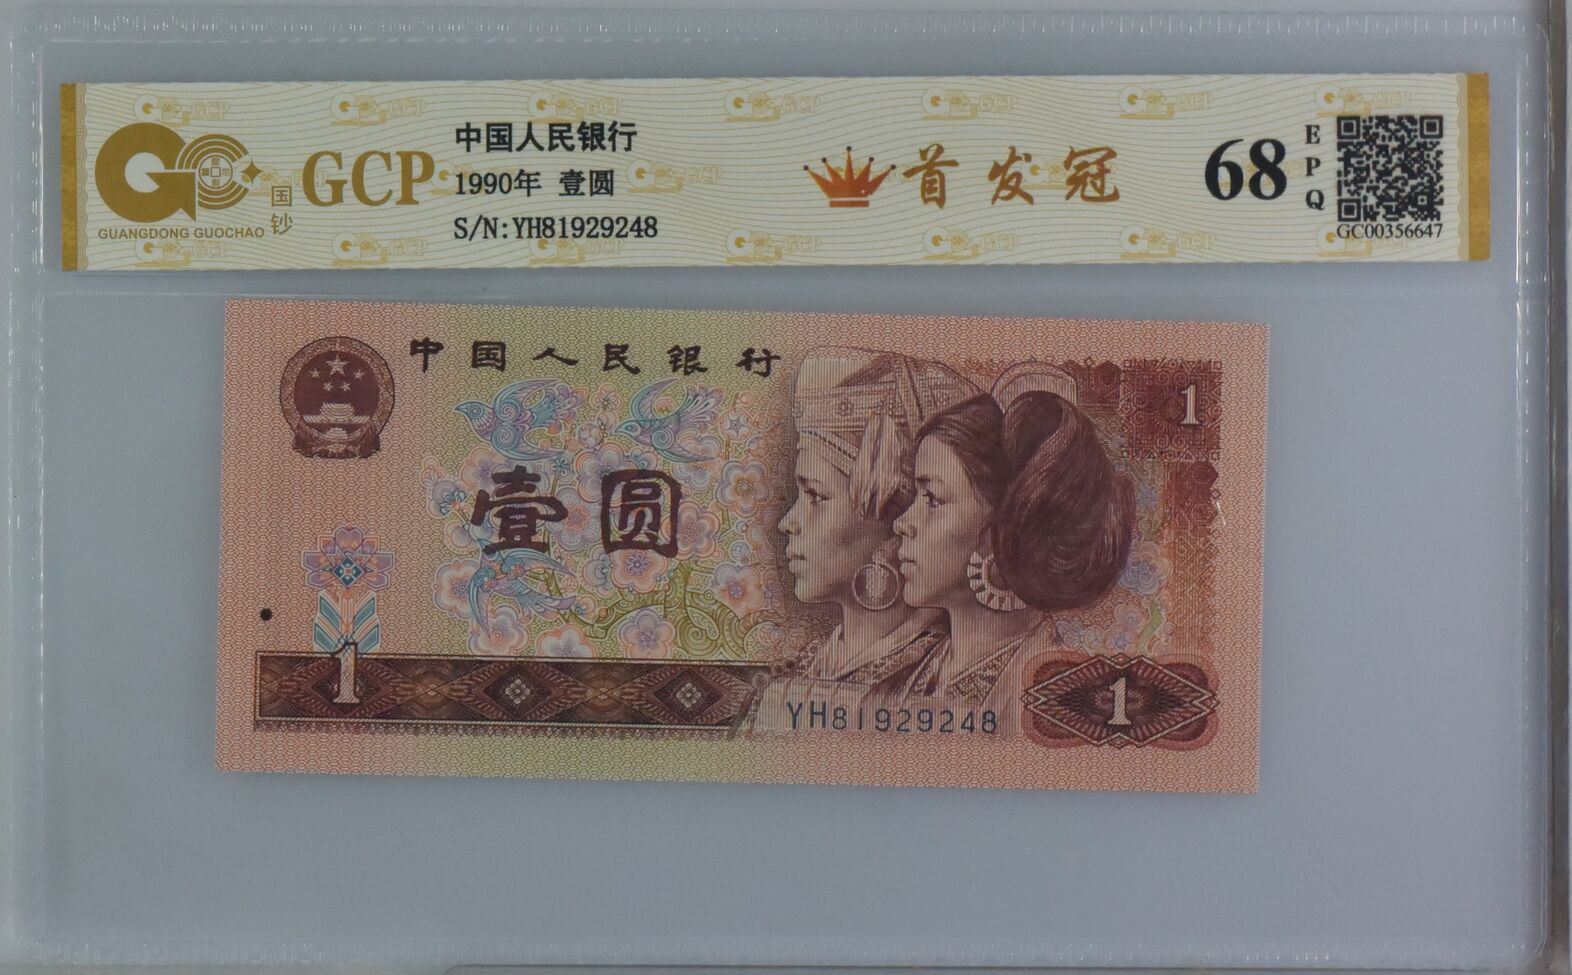 GCP
国钞
GUANGDONG GUOCHAO
中国人民银行
1990年 壹圆
S/N:YH81929248
首发冠
68
EPQ
GC00356647
中国人民银行
1
壹圆
1
YH81929248
1